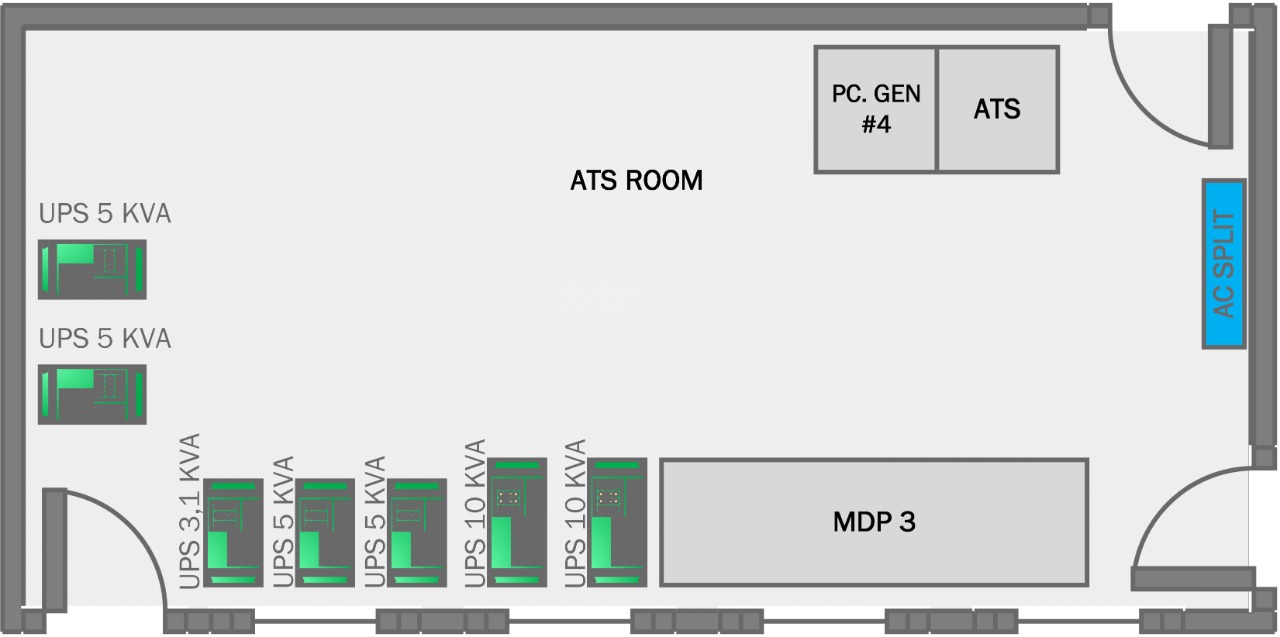 PC. GEN
#4
ATS
ATS ROOM
UPS 5 KVA
AC SPLIT
UPS 5 KVA
UPS 3,1 KVA
UPS 5 KVA
UPS 5 KVA
UPS 10 KVA
UPS 10 KVA
MDP 3